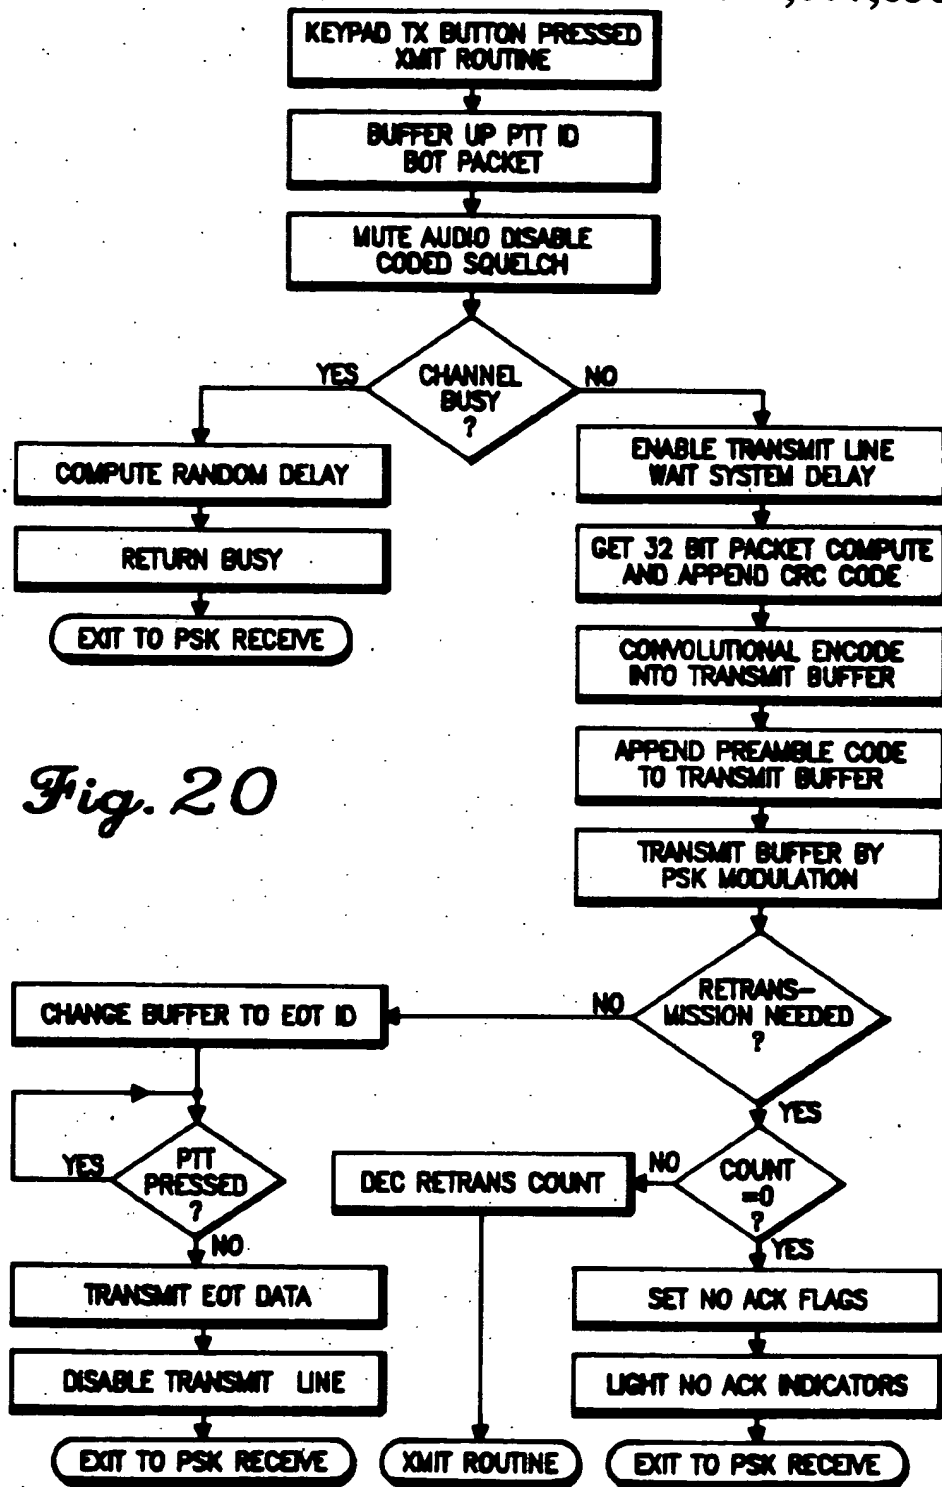 KEYPAD TX BUTTON PRESSED
XMIT ROUTINE
BUFFER UP PTT ID
BOT PACKET
MUTE AUDIO DISABLE
CODED SQUELCH
CHANNEL
BUSY
?
YES
NO
COMPUTE RANDOM DELAY
RETURN BUSY
EXIT TO PSK RECEIVE
ENABLE TRANSMIT LINE
WAIT SYSTEM DELAY
GET 32 BIT PACKET COMPUTE
AND APPEND CRC CODE
CONVOLUTIONAL ENCODE
INTO TRANSMIT BUFFER
APPEND PREAMBLE CODE
TO TRANSMIT BUFFER
TRANSMIT BUFFER BY
PSK MODULATION
Fig. 20
RETRANS-
MISSION NEEDED
?
NO
YES
CHANGE BUFFER TO EOT ID
PTT
PRESSED
?
YES
NO
TRANSMIT EOT DATA
DISABLE TRANSMIT LINE
EXIT TO PSK RECEIVE
COUNT
=0
?
NO
YES
DEC RETRANS COUNT
XMIT ROUTINE
SET NO ACK FLAGS
LIGHT NO ACK INDICATORS
EXIT TO PSK RECEIVE